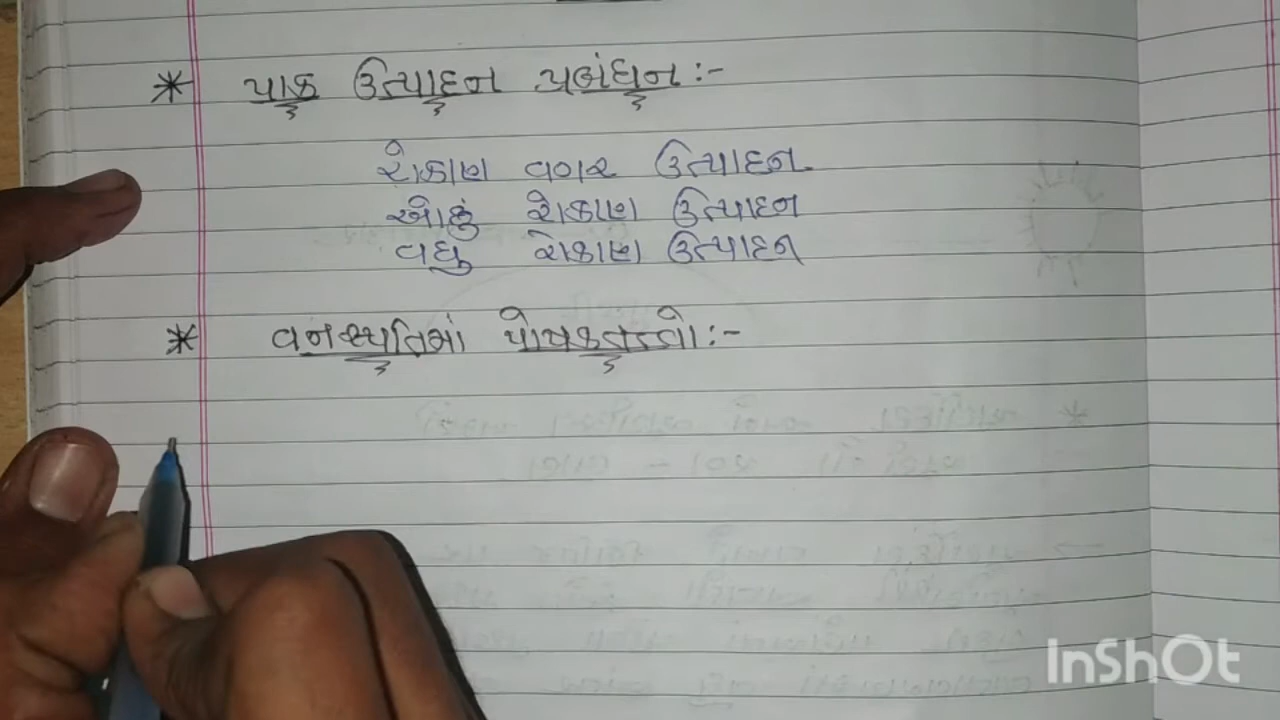 * પાક ઉત્પાદન પ્રબંધન :-
રોકાણ વગર ઉત્પાદન
ઓછું રોકાણ ઉત્પાદન
વધુ રોકાણ ઉત્પાદન
* વનસ્પતિમાં પોષકતત્વો :-
InShOt